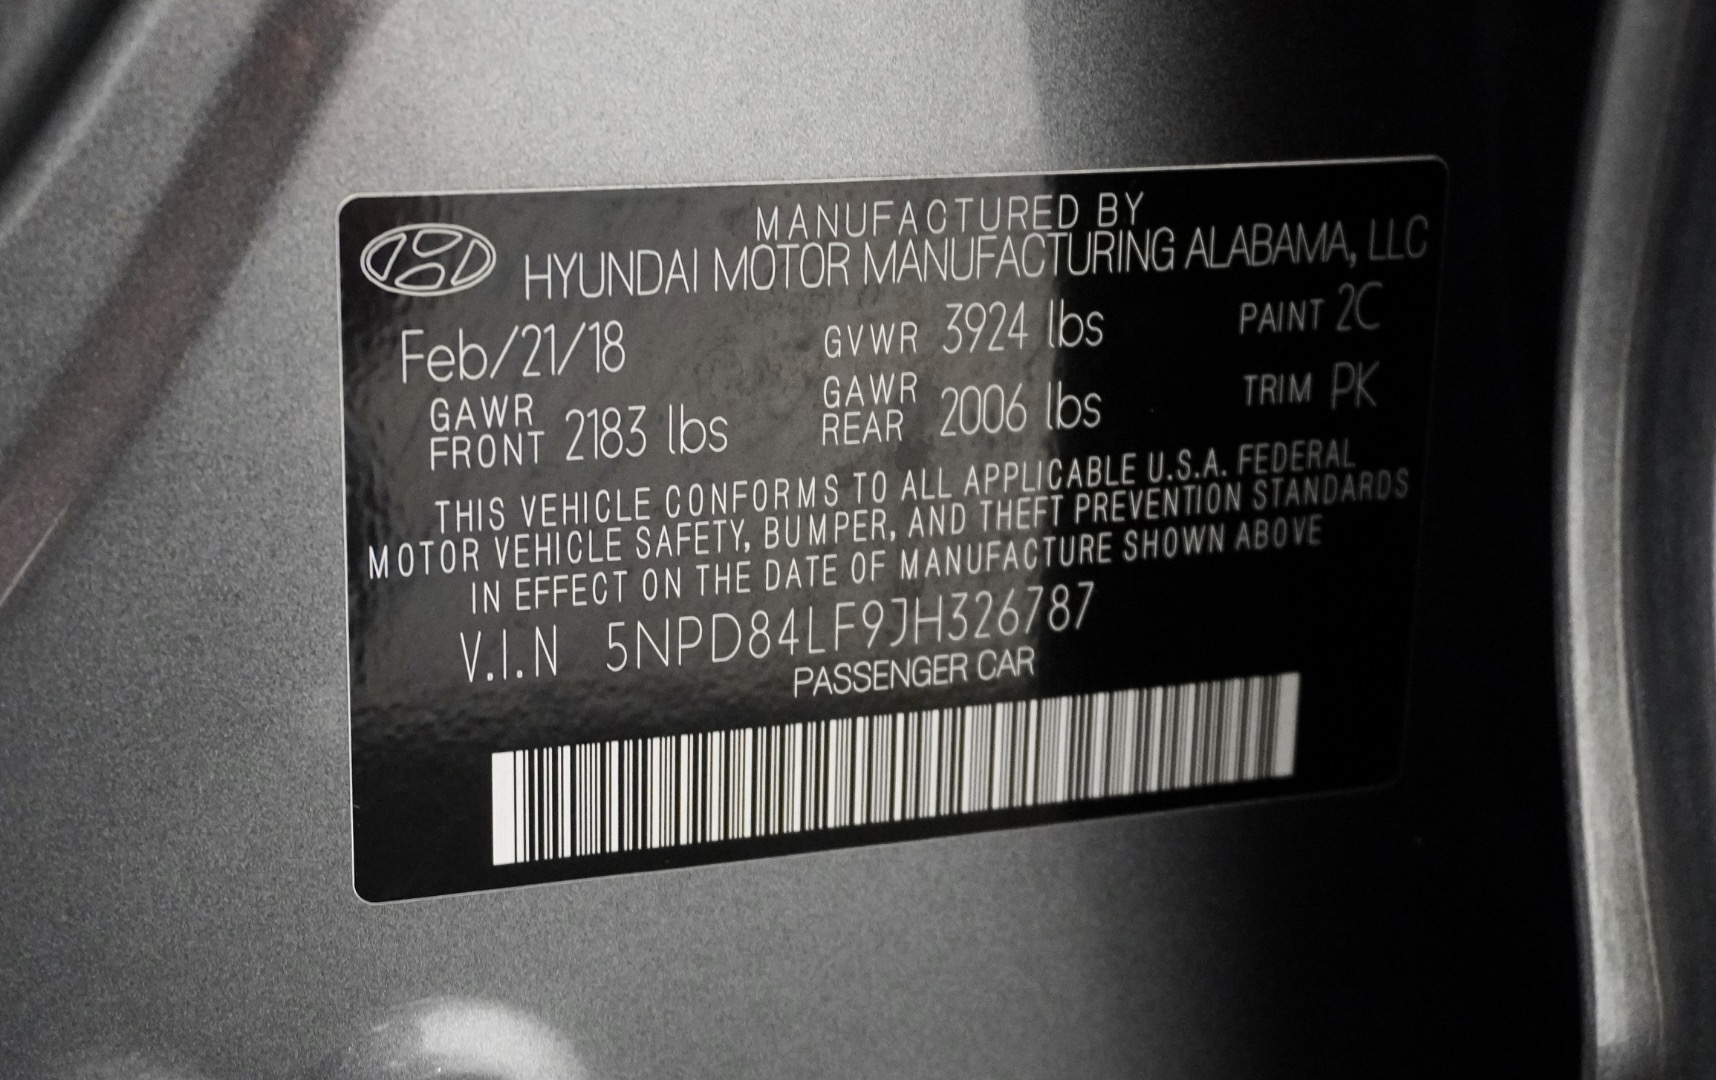 MANUFACTURED BY
HYUNDAI MOTOR MANUFACTURING ALABAMA, LLC
Feb/21/18 GVWR 3924 lbs PAINT 2C
GAWR FRONT 2183 lbs GAWR REAR 2006 lbs TRIM PK
THIS VEHICLE CONFORMS TO ALL APPLICABLE U.S.A. FEDERAL
MOTOR VEHICLE SAFETY, BUMPER, AND THEFT PREVENTION STANDARDS
IN EFFECT ON THE DATE OF MANUFACTURE SHOWN ABOVE
V.I.N 5NPD84LF9JH326787
PASSENGER CAR